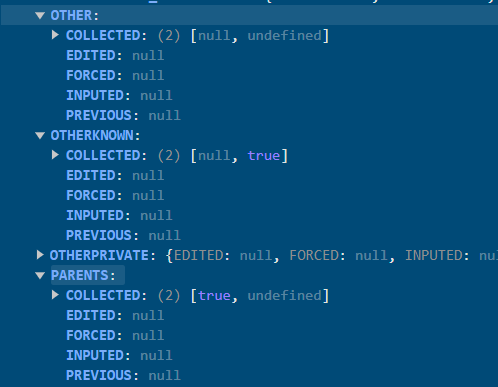 OTHER:
COLLECTED: (2) [null, undefined]
EDITED: null
FORCED: null
INPUTED: null
PREVIOUS: null
OTHERKNOWN:
COLLECTED: (2) [null, true]
EDITED: null
FORCED: null
INPUTED: null
PREVIOUS: null
OTHERPRIVATE: {EDITED: null, FORCED: null, INPUTED: nu
PARENTS:
COLLECTED: (2) [true, undefined]
EDITED: null
FORCED: null
INPUTED: null
PREVIOUS: null